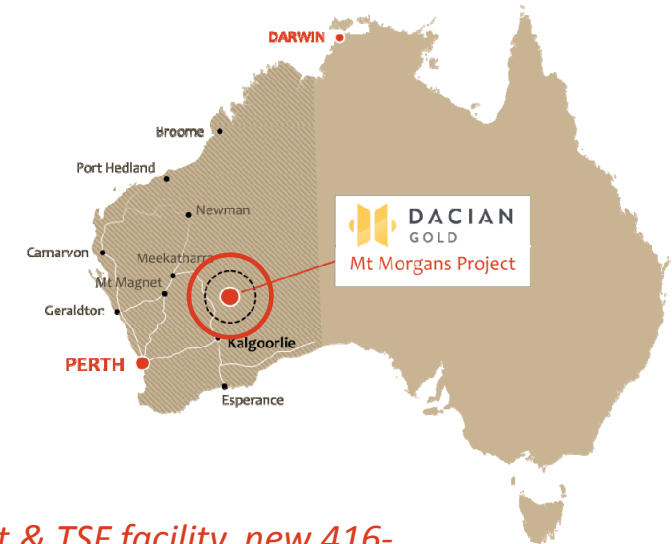 DARWIN
Broome
Port Hedland
Newman
DACIAN
GOLD
Carnarvon
Meekatharra
Mt Morgans Project
Mt Magnet
Geraldton
Kalgoorlie
PERTH
Esperance
& TSF facility, new 416-